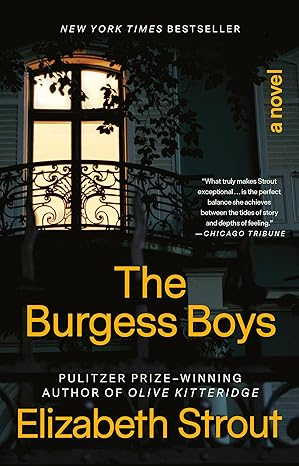 NEW YORK TIMES BESTSELLER
a novel
"What truly makes Strout
exceptional... is the perfect
balance she achieves
between the tides of story
and depths of feeling."
—CHICAGO TRIBUNE
The
Burgess Boys
PULITZER PRIZE–WINNING
AUTHOR OF OLIVE KITTERIDGE
Elizabeth Strout